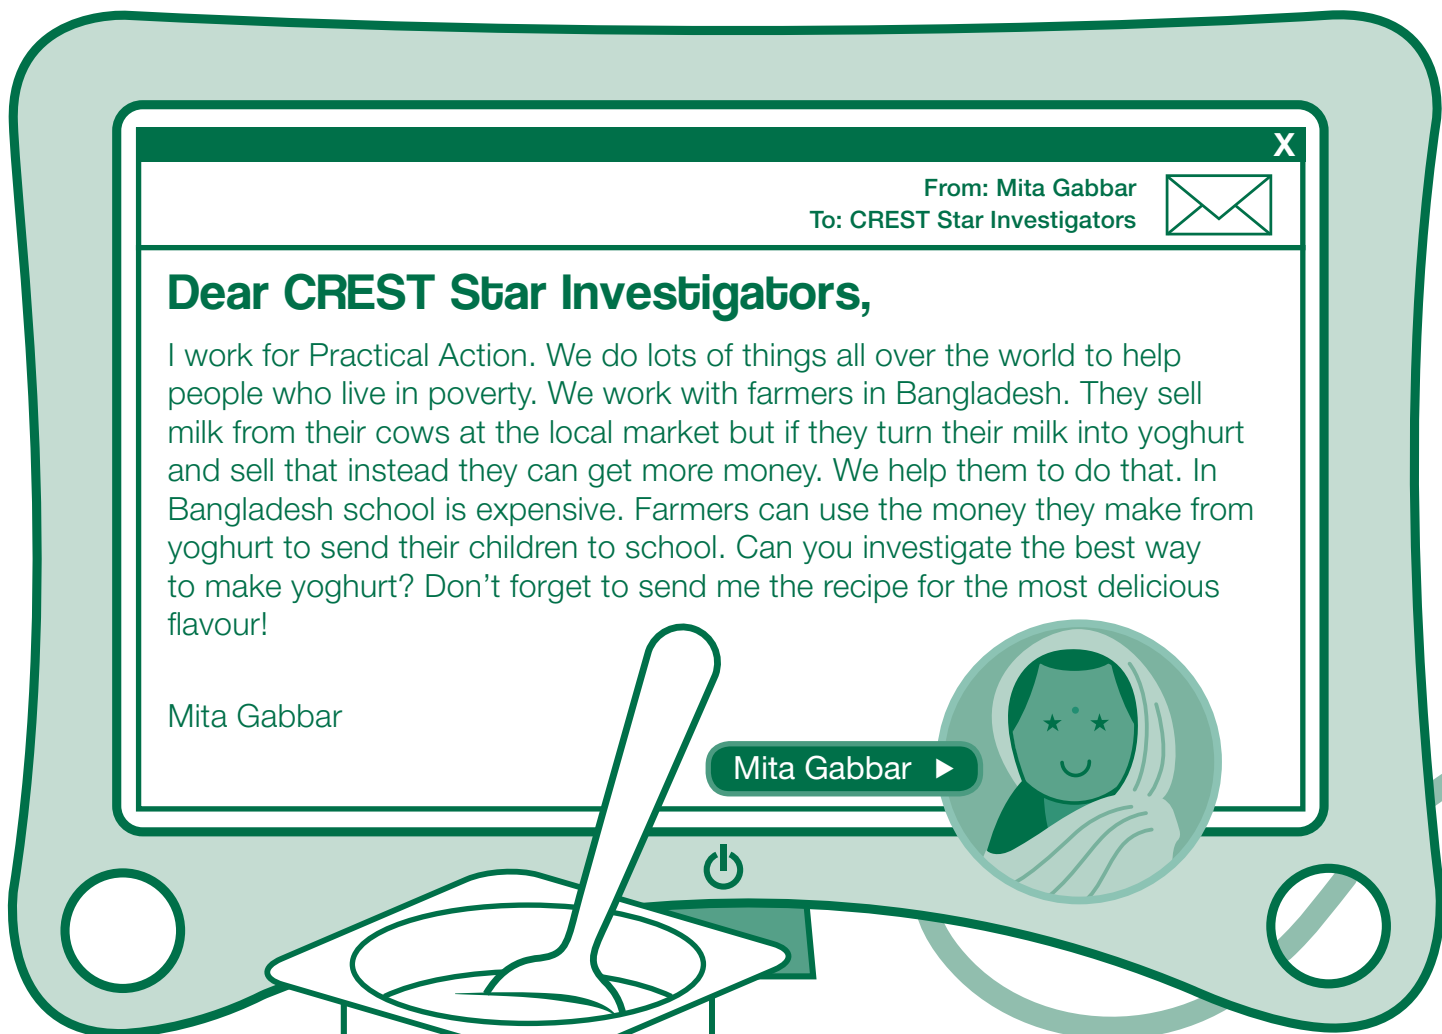 X
From: Mita Gabbar
To: CREST Star Investigators
Dear CREST Star Investigators,
I work for Practical Action. We do lots of things all over the world to help
people who live in poverty. We work with farmers in Bangladesh. They sell
milk from their cows at the local market but if they turn their milk into yoghurt
and sell that instead they can get more money. We help them to do that. In
Bangladesh school is expensive. Farmers can use the money they make from
yoghurt to send their children to school. Can you investigate the best way
to make yoghurt? Don’t forget to send me the recipe for the most delicious
flavour!
Mita Gabbar
Mita Gabbar